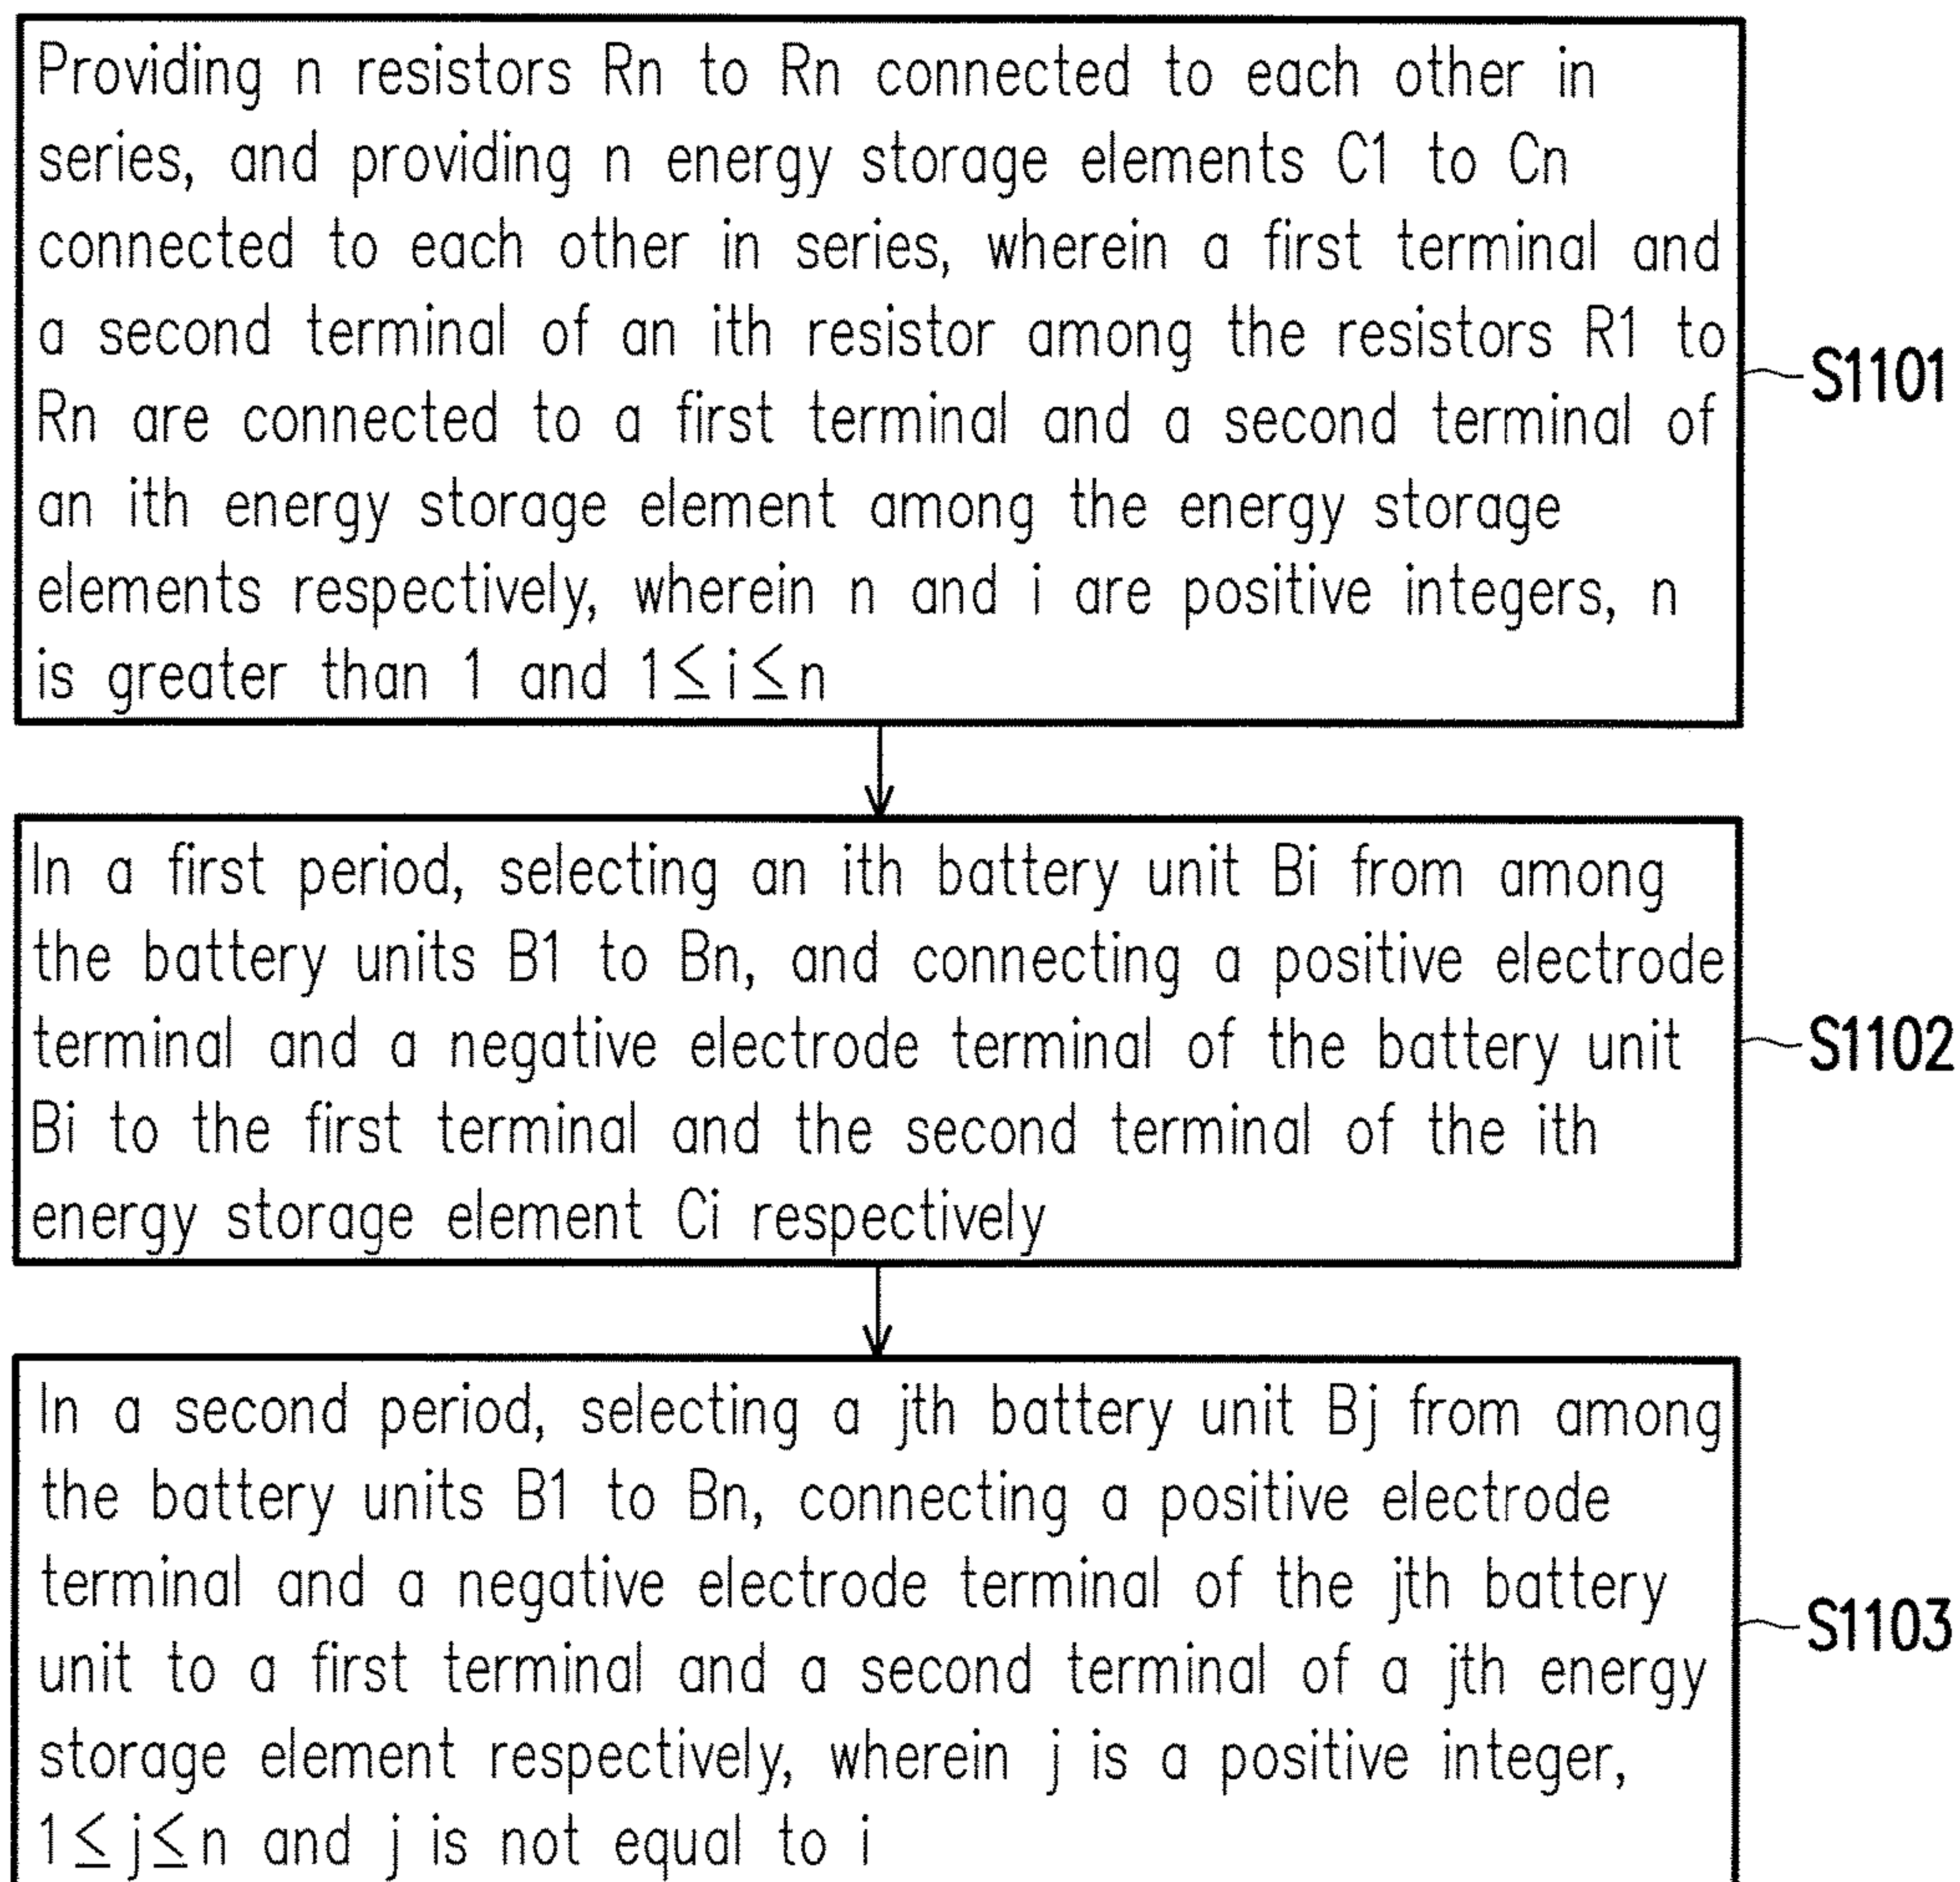 Providing n resistors Rn to Rn connected to each other in
series, and providing n energy storage elements C1 to Cn
connected to each other in series, wherein a first terminal and
a second terminal of an ith resistor among the resistors R1 to
Rn are connected to a first terminal and a second terminal of
an ith energy storage element among the energy storage
elements respectively, wherein n and i are positive integers, n
is greater than 1 and 1≤i≤n
S1101
In a first period, selecting an ith battery unit Bi from among
the battery units B1 to Bn, and connecting a positive electrode
terminal and a negative electrode terminal of the battery unit
Bi to the first terminal and the second terminal of the ith
energy storage element Ci respectively
S1102
In a second period, selecting a jth battery unit Bj from among
the battery units B1 to Bn, connecting a positive electrode
terminal and a negative electrode terminal of the jth battery
unit to a first terminal and a second terminal of a jth energy
storage element respectively, wherein j is a positive integer,
1≤j≤n and j is not equal to i
S1103